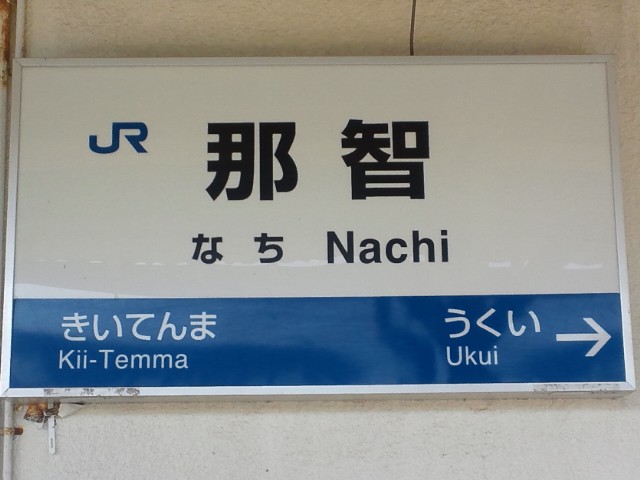 JR 那智
なち Nachi
きいてんま うくい →
Kii-Temma Ukui